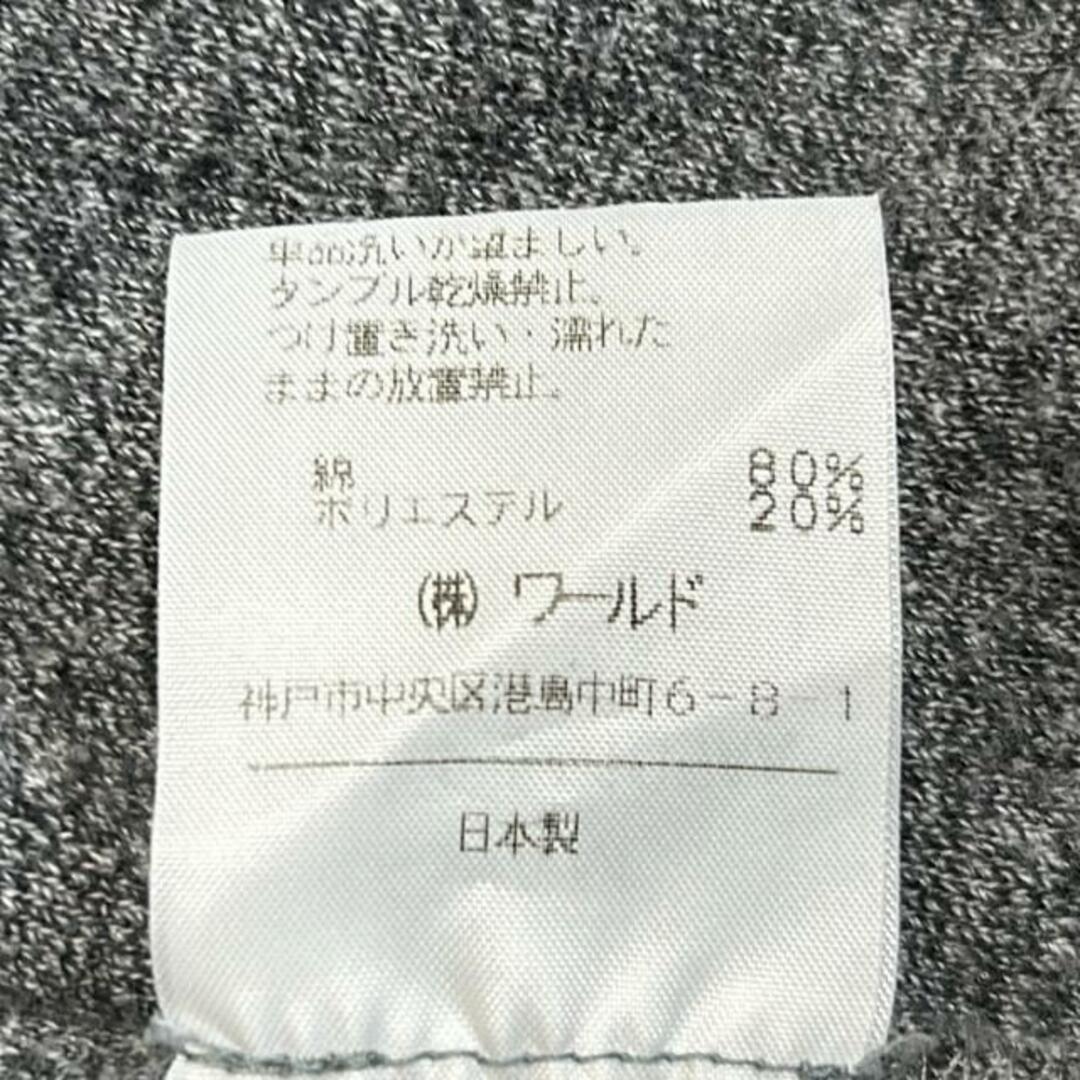 単品洗いが望ましい。
タンブル乾燥禁止。
つけ置き洗い・濡れた
ままの放置禁止。
綿 80%
ポリエステル 20%
(株) ワールド
神戸市中央区港島中町6-8-1
日本製